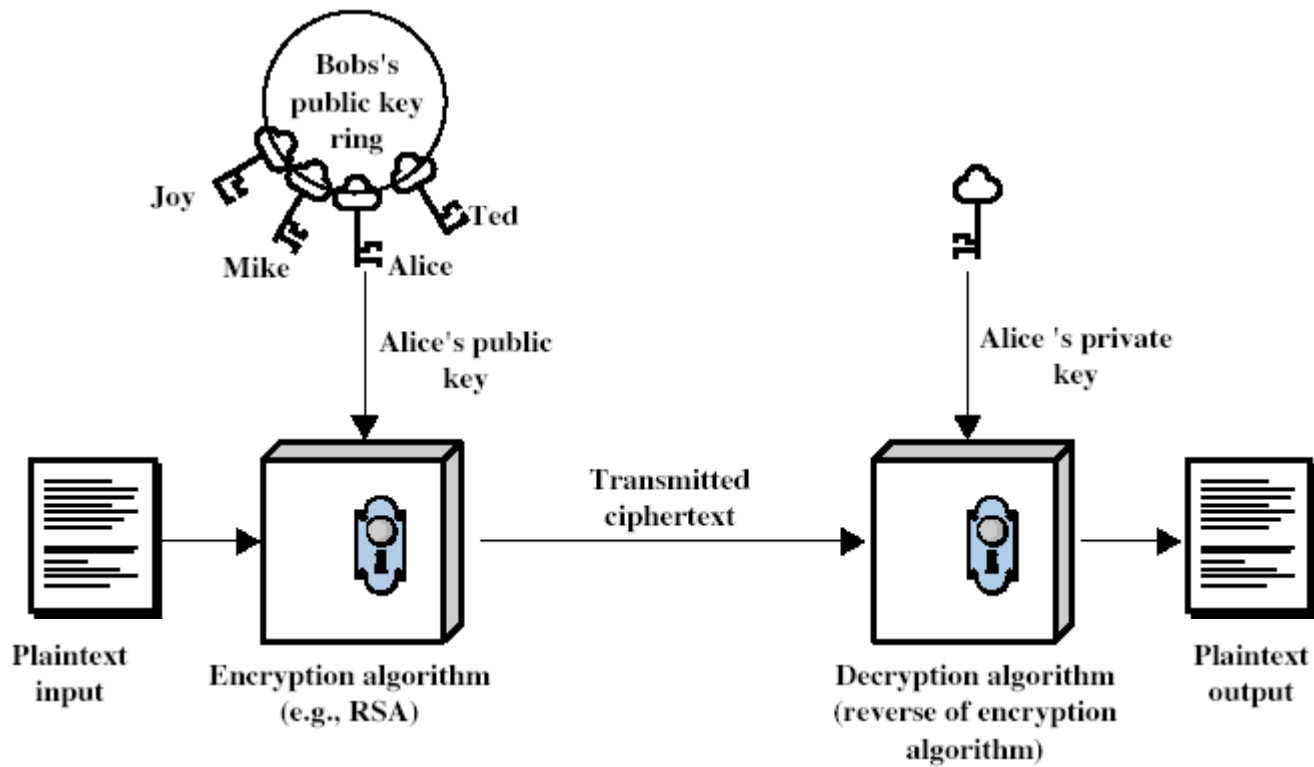 Bobs's
public key
ring
Joy
Ted
Mike
Alice
Alice's public
key
Alice 's private
key
Transmitted
ciphertext
Plaintext
input
Encryption algorithm
(e.g., RSA)
Decryption algorithm
(reverse of encryption
algorithm)
Plaintext
output